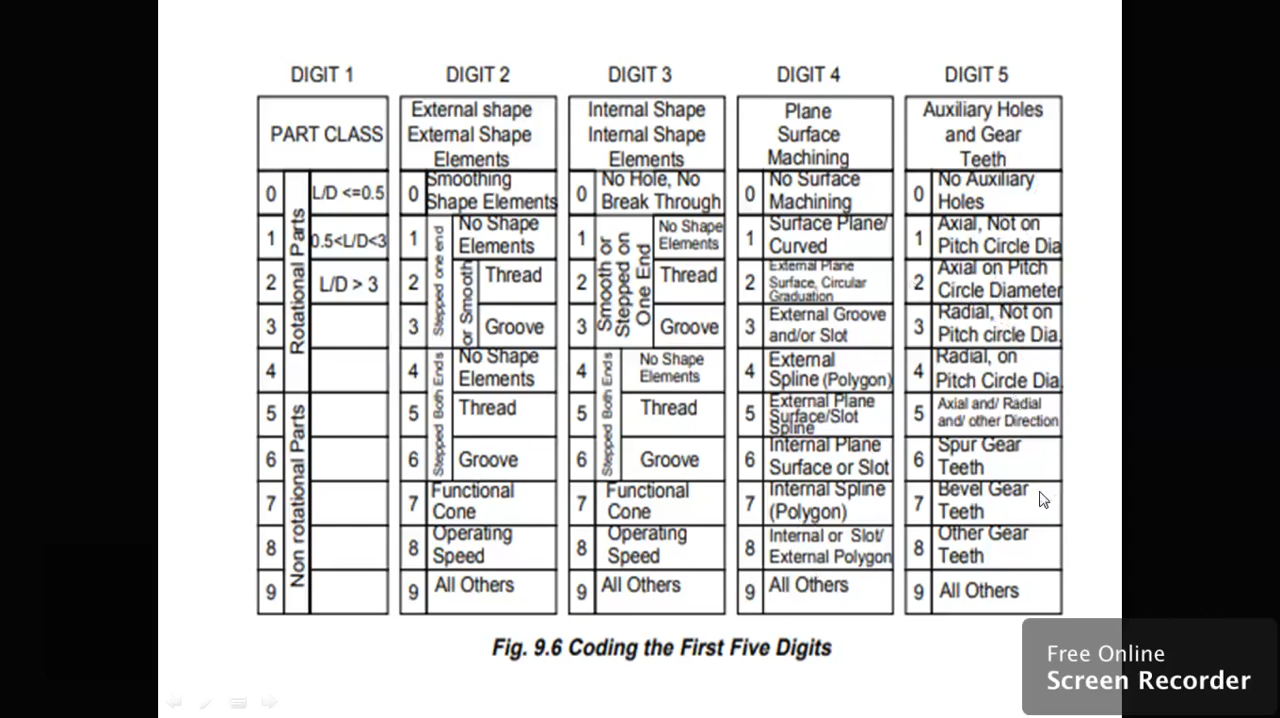 DIGIT 1
DIGIT 2
DIGIT 3
DIGIT 4
DIGIT 5
PART CLASS
External shape
External Shape
Elements
Internal Shape
Internal Shape
Elements
Plane
Surface
Machining
Auxiliary Holes
and Gear
Teeth
Rotational Parts
Non rotational Parts
0
L/D <=0.5
1
0.5<L/D<3
2
L/D > 3
3
4
5
6
7
8
9
0
Smoothing
Shape Elements
Stepped one end
or Smooth
1
No Shape
Elements
2
Thread
3
Groove
Stepped Both Ends
4
No Shape
Elements
5
Thread
6
Groove
7
Functional
Cone
8
Operating
Speed
9
All Others
0
No Hole, No
Break Through
Smooth or
Stepped on
One End
1
No Shape
Elements
2
Thread
3
Groove
Stepped Both Ends
4
No Shape
Elements
5
Thread
6
Groove
7
Functional
Cone
8
Operating
Speed
9
All Others
0
No Surface
Machining
1
Surface Plane/
Curved
2
External Plane
Surface, Circular
Graduation
3
External Groove
and/or Slot
4
External
Spline (Polygon)
5
External Plane
Surface/Slot
Spline
6
Internal Plane
Surface or Slot
7
Internal Spline
(Polygon)
8
Internal or Slot/
External Polygon
9
All Others
0
No Auxiliary
Holes
1
Axial, Not on
Pitch Circle Dia
2
Axial on Pitch
Circle Diameter
3
Radial, Not on
Pitch circle Dia.
4
Radial, on
Pitch Circle Dia.
5
Axial and/ Radial
and/ other Direction
6
Spur Gear
Teeth
7
Bevel Gear
Teeth
8
Other Gear
Teeth
9
All Others
Fig. 9.6 Coding the First Five Digits
Free Online
Screen Recorder